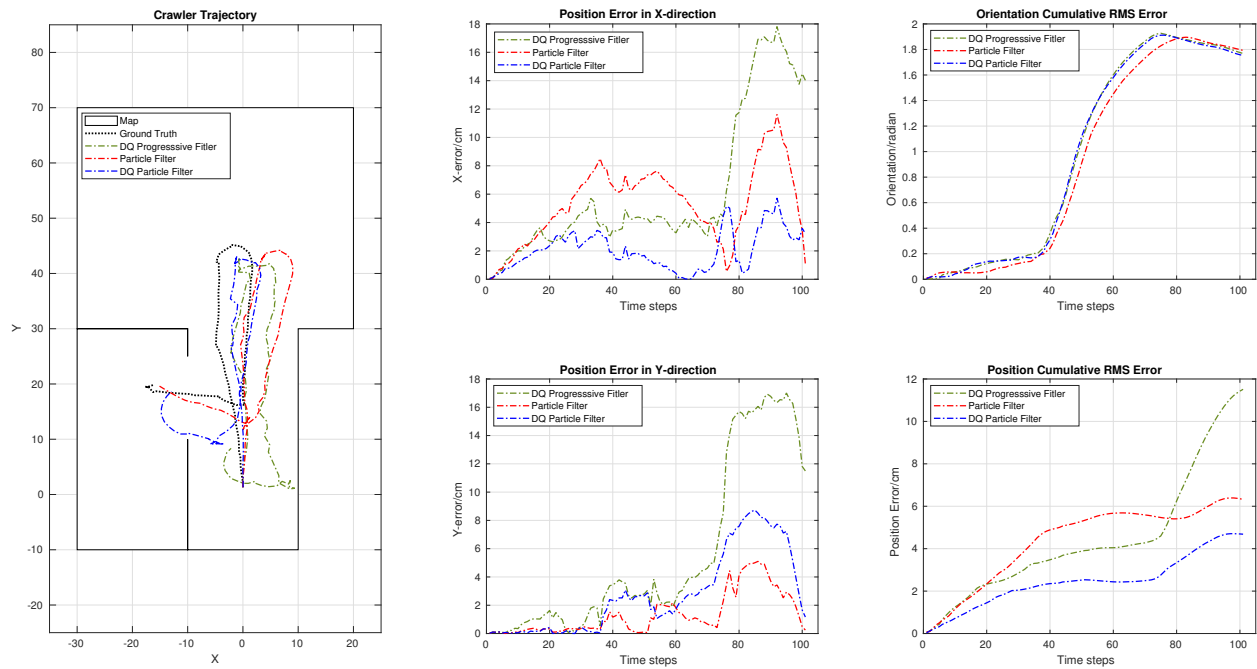 Crawler Trajectory
80
70
60
50
40
30
20
10
0
-10
-20
Y
-30
-20
-10
0
10
20
X
Map
Ground Truth
DQ Progresssive Fitler
Particle Filter
DQ Particle Filter
Position Error in X-direction
18
16
14
12
10
8
6
4
2
0
X-error/cm
0
20
40
60
80
100
Time steps
DQ Progresssive Fitler
Particle Filter
DQ Particle Filter
Orientation Cumulative RMS Error
2
1.8
1.6
1.4
1.2
1
0.8
0.6
0.4
0.2
0
Orientation/radian
0
20
40
60
80
100
Time steps
DQ Progresssive Fitler
Particle Filter
DQ Particle Filter
Position Error in Y-direction
18
16
14
12
10
8
6
4
2
0
Y-error/cm
0
20
40
60
80
100
Time steps
DQ Progresssive Fitler
Particle Filter
DQ Particle Filter
Position Cumulative RMS Error
12
10
8
6
4
2
0
Position Error/cm
0
20
40
60
80
100
Time steps
DQ Progresssive Fitler
Particle Filter
DQ Particle Filter